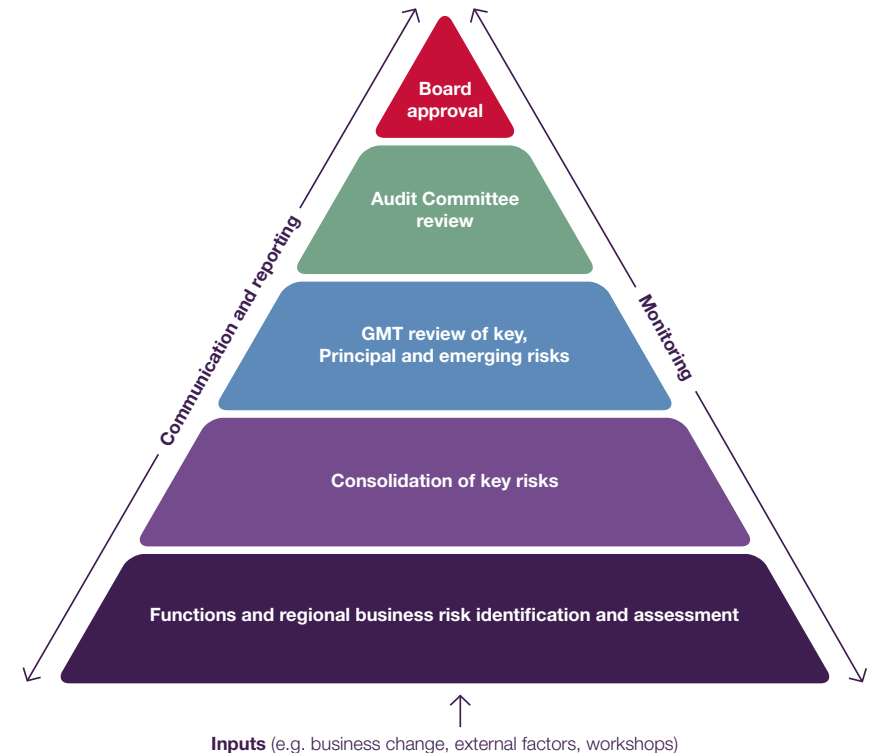 Board
approval
Audit Committee
review
Communication and reporting
Monitoring
GMT review of key,
Principal and emerging risks
Consolidation of key risks
Functions and regional business risk identification and assessment
Inputs (e.g. business change, external factors, workshops)